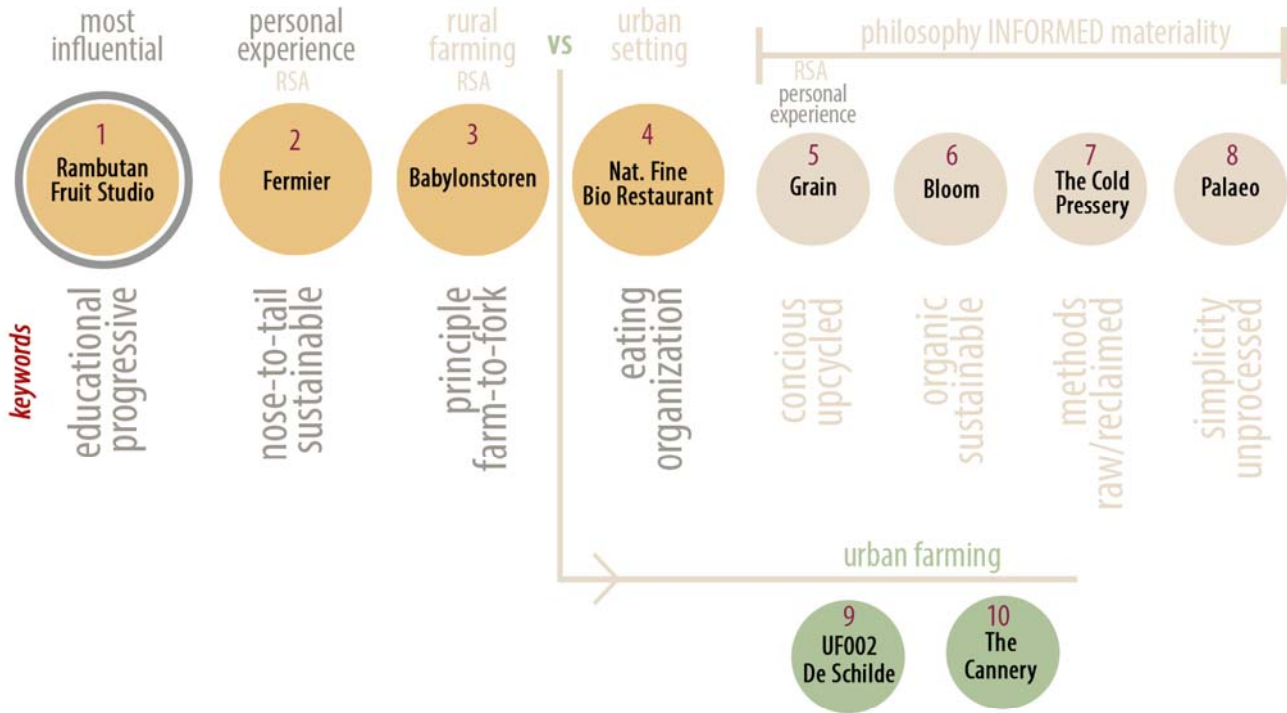 most
influential
personal
experience
RSA
rural
farming
RSA
vs
urban
setting
philosophy INFORMED materiality
RSA
personal
experience
1
Rambutan
Fruit Studio
2
Fermier
3
Babylonstoren
4
Nat. Fine
Bio Restaurant
5
Grain
6
Bloom
7
The Cold
Pressery
8
Palaeo
keywords
educational
progressive
nose-to-tail
sustainable
principle
farm-to-fork
eating
organization
concious
upcycled
organic
sustainable
methods
raw/reclaimed
simplicity
unprocessed
urban farming
9
UF002
De Schilde
10
The
Cannery